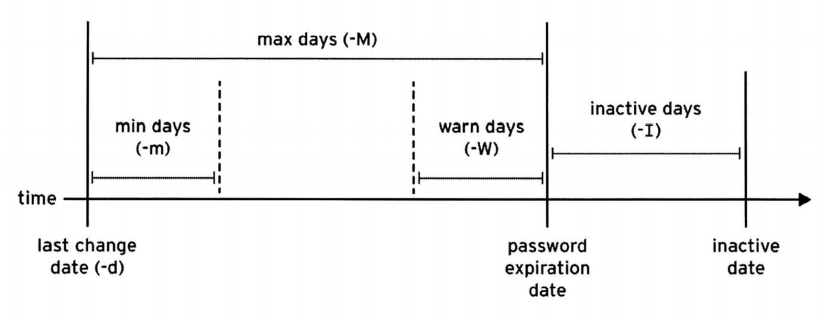 max days (-M)
min days
(-m)
warn days
(-W)
inactive days
(-I)
time
last change
date (-d)
password
expiration
date
inactive
date